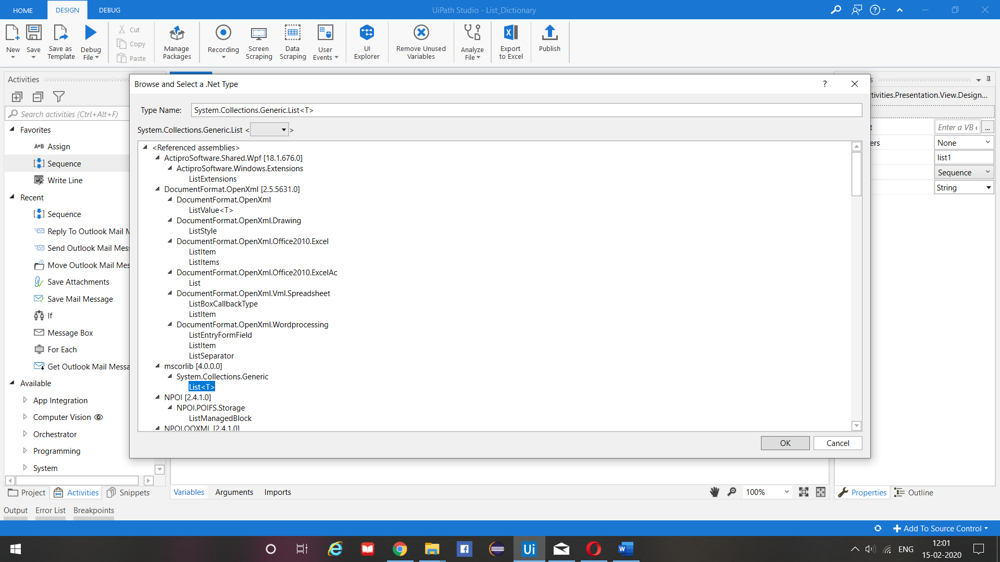 HOME
DESIGN
DEBUG
UiPath Studio - List_Dictionary
New
Save
Save as Template
Debug File
Cut
Copy
Paste
Manage Packages
Recording
Screen Scraping
Data Scraping
User Events
UI Explorer
Remove Unused Variables
Analyze File
Export to Excel
Publish
Activities
Search activities (Ctrl+Alt+F)
Favorites
Assign
Sequence
Write Line
Recent
Sequence
Reply To Outlook Mail M
Send Outlook Mail Mes
Move Outlook Mail Mes
Save Attachments
Save Mail Message
If
Message Box
For Each
Get Outlook Mail Messa
Available
App Integration
Computer Vision
Orchestrator
Programming
System
Browse and Select a .Net Type
?
Type Name: System.Collections.Generic.List<T>
System.Collections.Generic.List < >
<Referenced assemblies>
ActiproSoftware.Shared.Wpf [18.1.676.0]
ActiproSoftware.Windows.Extensions
ListExtensions
DocumentFormat.OpenXml [2.5.5631.0]
DocumentFormat.OpenXml
ListValue<T>
DocumentFormat.OpenXml.Drawing
ListStyle
DocumentFormat.OpenXml.Office2010.Excel
ListItem
ListItems
DocumentFormat.OpenXml.Office2010.ExcelAc
List
DocumentFormat.OpenXml.Vml.Spreadsheet
ListBoxCallbackType
ListItem
DocumentFormat.OpenXml.Wordprocessing
ListEntryFormField
ListItem
ListSeparator
mscorlib [4.0.0.0]
System.Collections.Generic
List<T>
NPOI [2.4.1.0]
NPOI.POIFS.Storage
ListManagedBlock
NPOI.OOXML [2.4.1.0]
OK
Cancel
s
tivities.Presentation.View.Design...
t
Enter a VB e
...
ers
None
list1
Sequence
String
Project
Activities
Snippets
Variables
Arguments
Imports
100%
Properties
Outline
Output
Error List
Breakpoints
Add To Source Control
Ui
ENG
12:01
15-02-2020